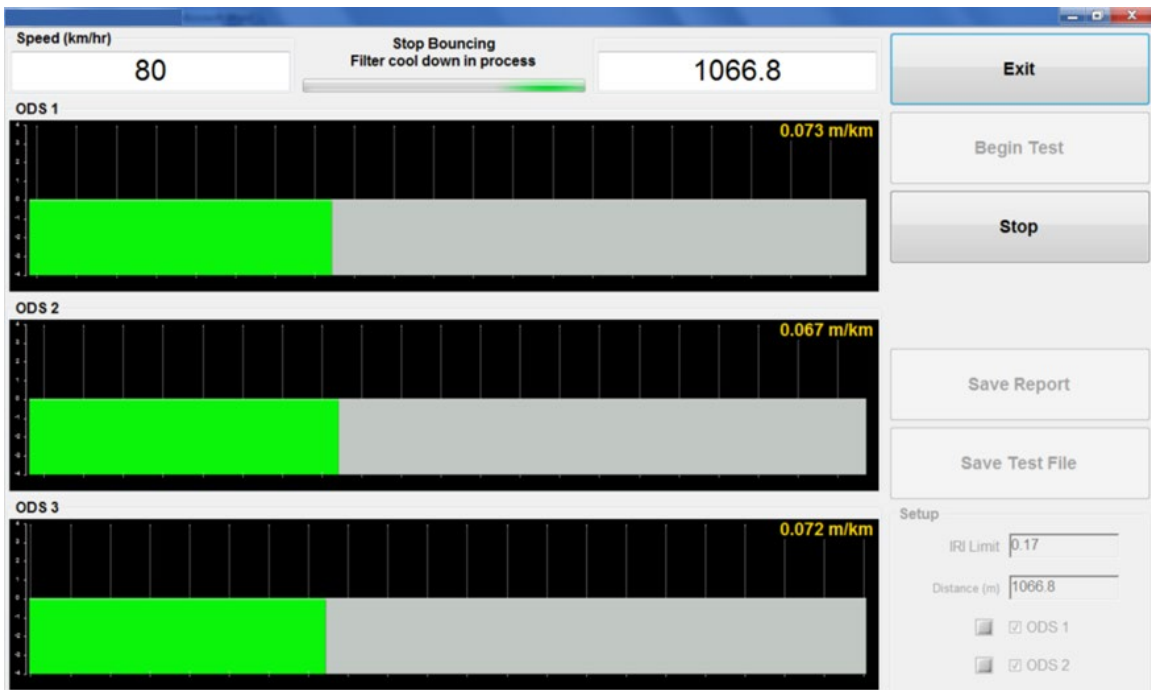 Speed (km/hr)
80
Stop Bouncing
Filter cool down in process
1066.8
Exit
ODS 1
0.073 m/km
Begin Test
Stop
ODS 2
0.067 m/km
Save Report
Save Test File
ODS 3
0.072 m/km
Setup
IRI Limit 0.17
Distance (m) 1066.8
ODS 1
ODS 2